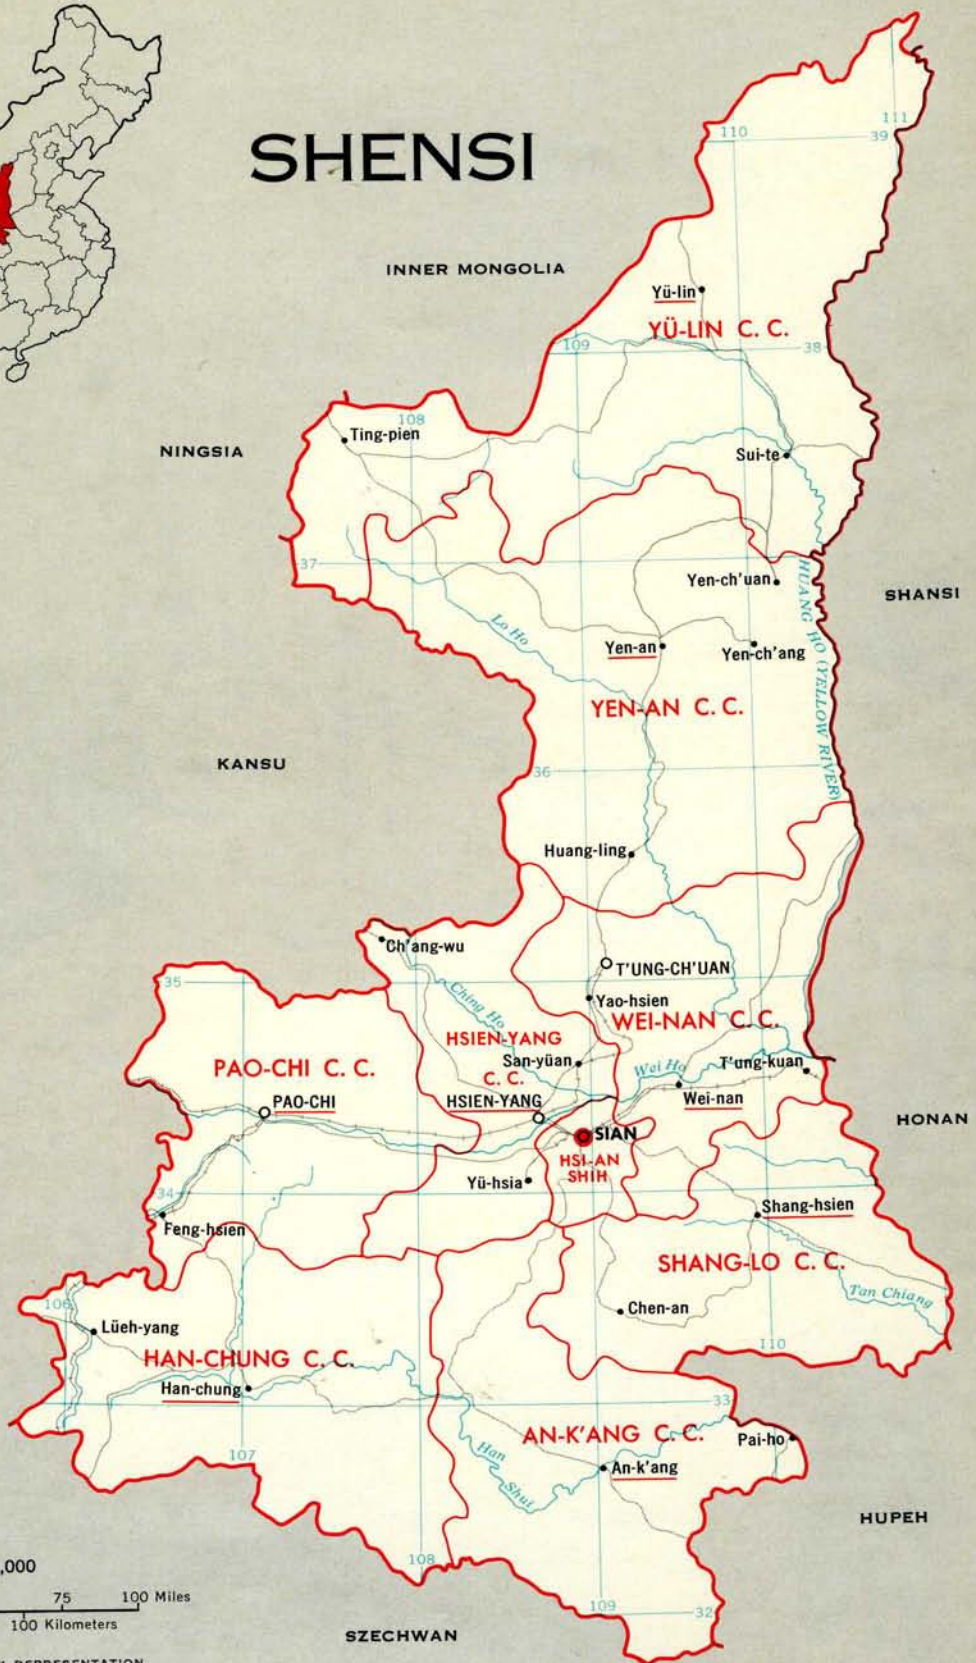 SHENSI
111
110
39
INNER MONGOLIA
Yü-lin
YÜ-LIN C. C.
109
38
108
Ting-pien
NINGSIA
Sui-te
37
Yen-ch'uan
HUANG HO (YELLOW RIVER)
SHANSI
Lo Ho
Yen-an
Yen-ch'ang
YEN-AN C. C.
KANSU
36
Huang-ling
Ch'ang-wu
T'UNG-CH'UAN
35
Ching Ho
Yao-hsien
WEI-NAN C. C.
HSIEN-YANG
C. C.
San-yüan
Wei Ho
T'ung-kuan
PAO-CHI C. C.
PAO-CHI
HSIEN-YANG
Wei-nan
HONAN
SIAN
HSI-AN
SHIH
Yü-hsia
34
Shang-hsien
Feng-hsien
SHANG-LO C. C.
Tan Chiang
106
Chen-an
Lüeh-yang
110
HAN-CHUNG C. C.
Han-chung
33
AN-K'ANG C. C.
Pai-ho
107
Han Shui
An-k'ang
HUPEH
108
,000
75 100 Miles
109
32
100 Kilometers
SZECHWAN
REPRESENTATION